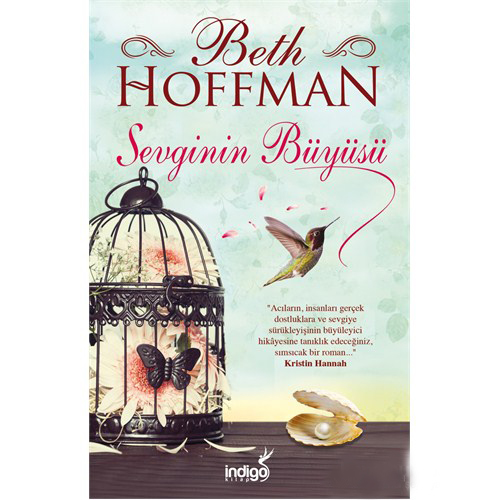 Beth
HOFFMAN
Sevginin Büyüsü
"Acıların, insanları gerçek
dostluklara ve sevgiye
sürükleyişinin büyüleyici
hikâyesine tanıklık edeceğiniz,
sımsıcak bir roman..."
Kristin Hannah
indigo
kitap